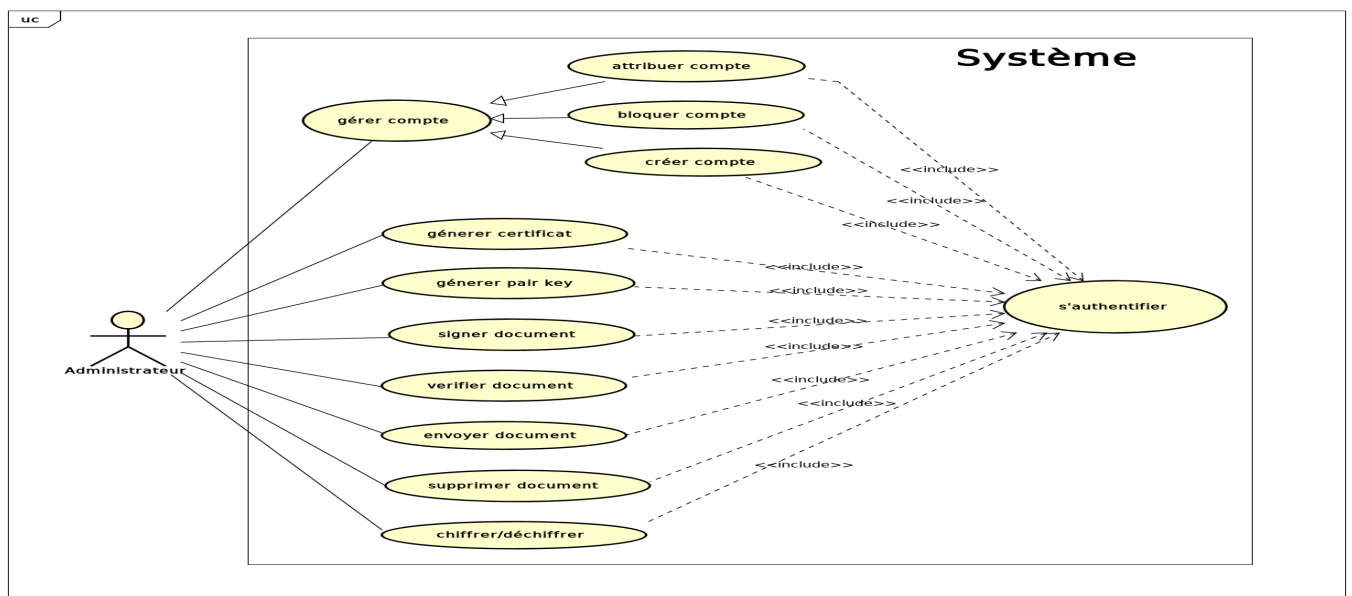 uc
Système
attribuer compte
gérer compte
bloquer compte
créer compte
<<include>>
<<include>>
<<include>>
génerer certificat
<<include>>
génerer pair key
<<include>>
s'authentifier
<<include>>
signer document
<<include>>
Administrateur
verifier document
<<include>>
<<include>>
envoyer document
<<include>>
supprimer document
chiffrer/déchiffrer